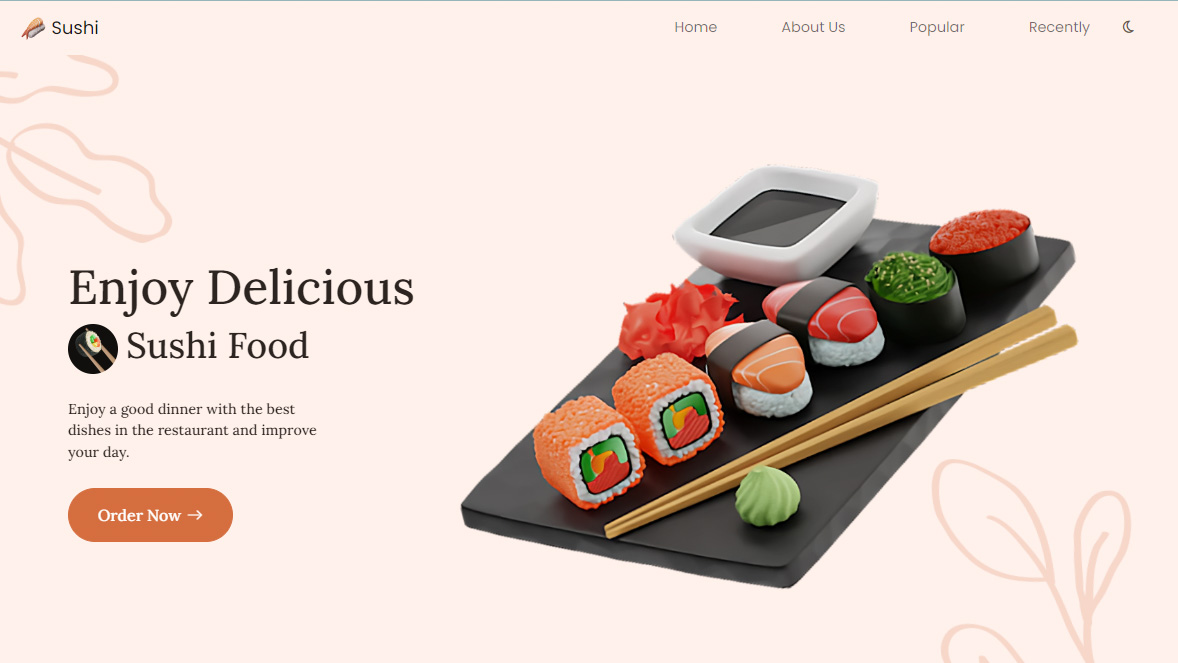 Sushi
Home About Us Popular Recently
Enjoy Delicious
Sushi Food
Enjoy a good dinner with the best
dishes in the restaurant and improve
your day.
Order Now →